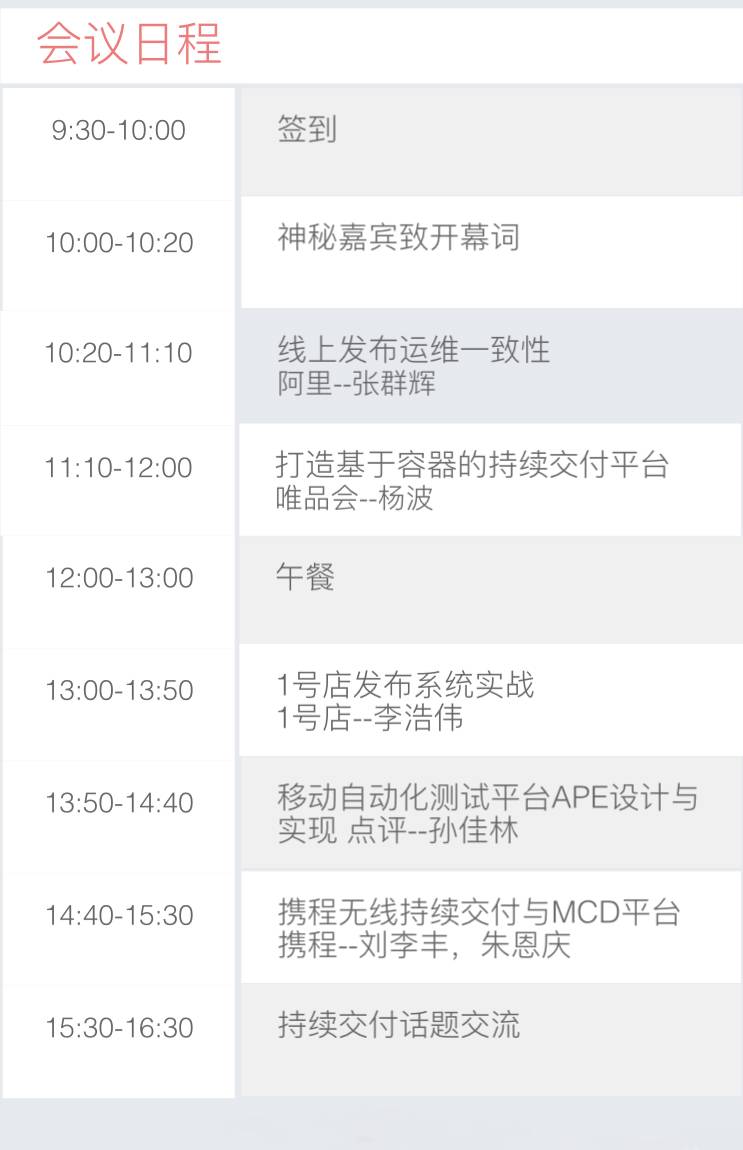 会议日程
9:30-10:00
签到
10:00-10:20
神秘嘉宾致开幕词
10:20-11:10
线上发布运维一致性
阿里--张群辉
11:10-12:00
打造基于容器的持续交付平台
唯品会--杨波
12:00-13:00
午餐
13:00-13:50
1号店发布系统实战
1号店--李浩伟
13:50-14:40
移动自动化测试平台APE设计与
实现 点评--孙佳林
14:40-15:30
携程无线持续交付与MCD平台
携程--刘李丰，朱恩庆
15:30-16:30
持续交付话题交流